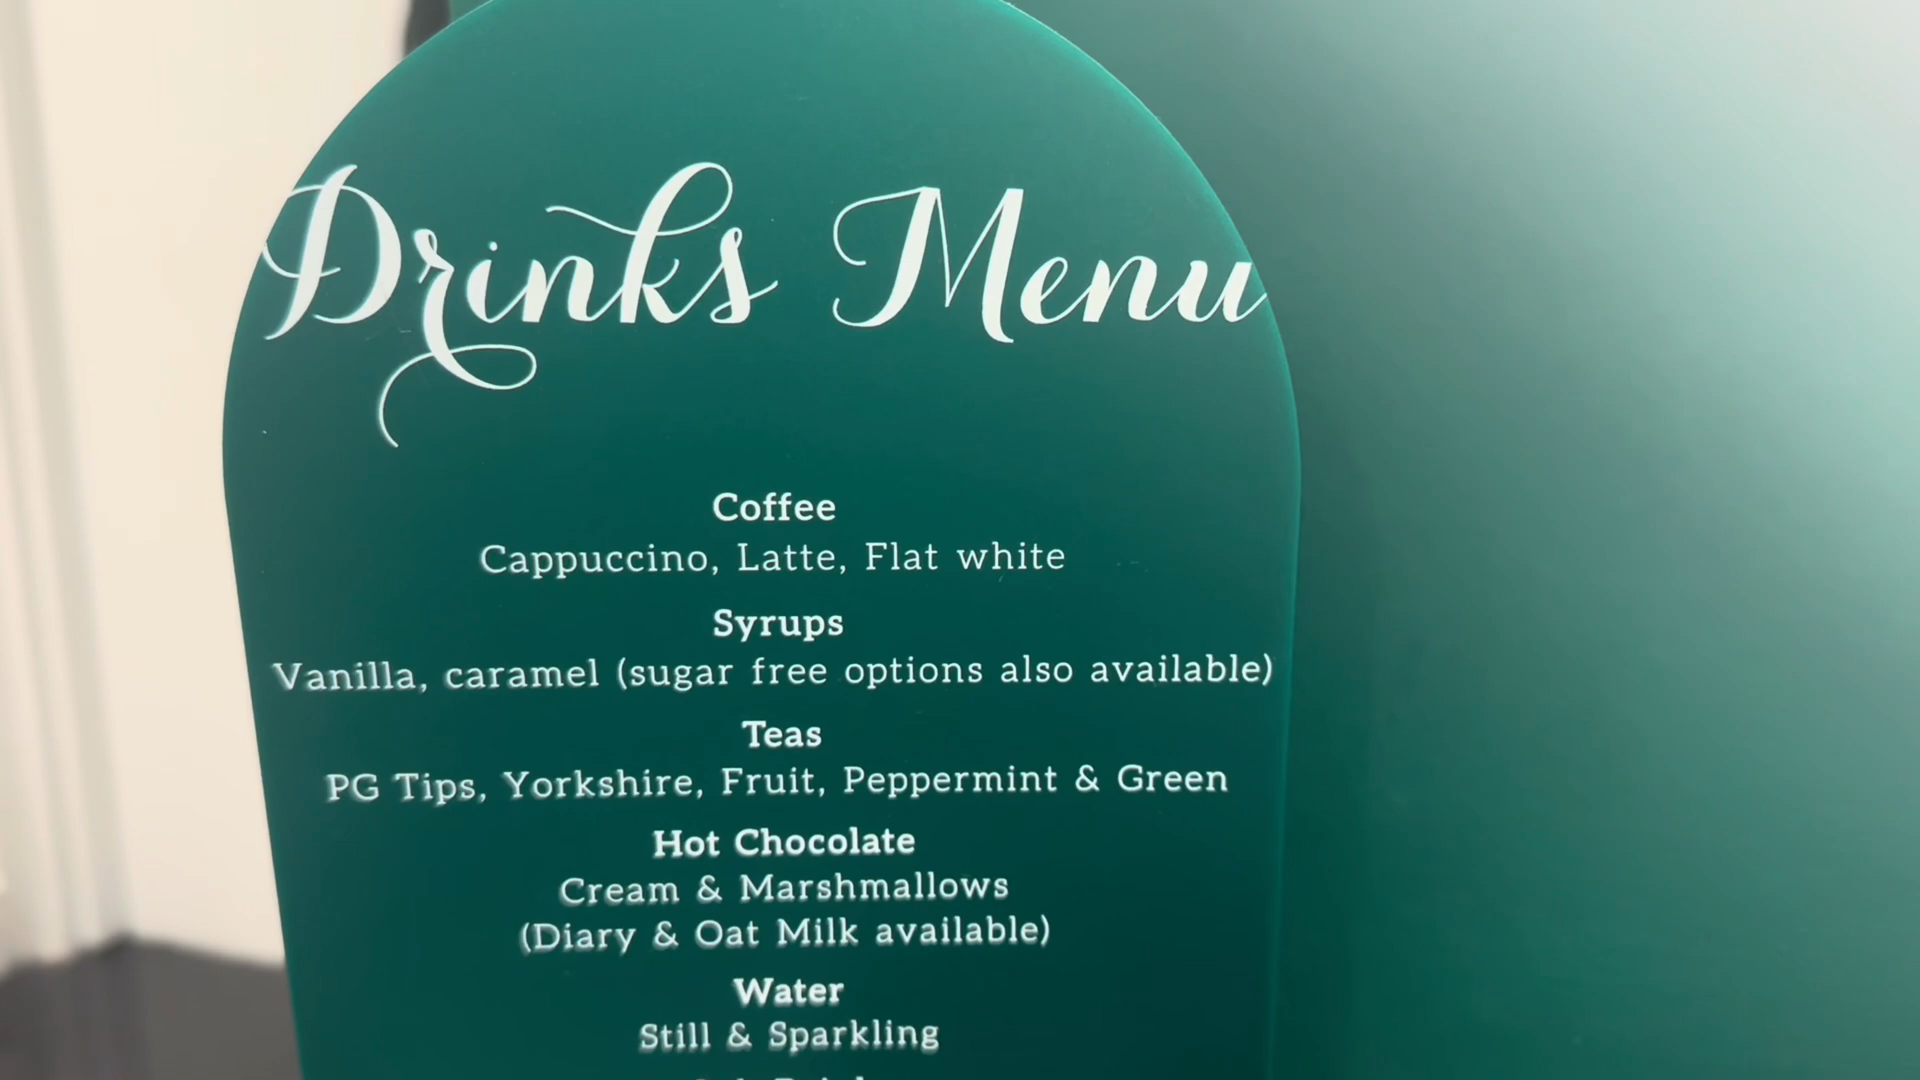 Drinks Menu
Coffee
Cappuccino, Latte, Flat white
Syrups
Vanilla, caramel (sugar free options also available)
Teas
PG Tips, Yorkshire, Fruit, Peppermint & Green
Hot Chocolate
Cream & Marshmallows
(Diary & Oat Milk available)
Water
Still & Sparkling